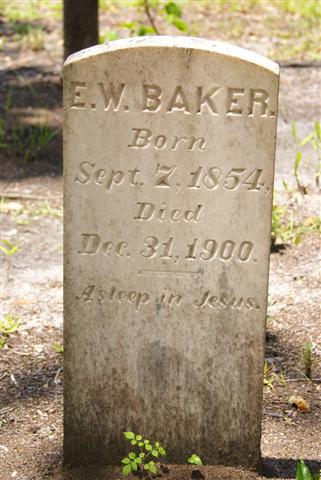 E.W. BAKER.
Born
Sept. 7, 1854,
Died
Dec. 31, 1900.
Asleep in Jesus.